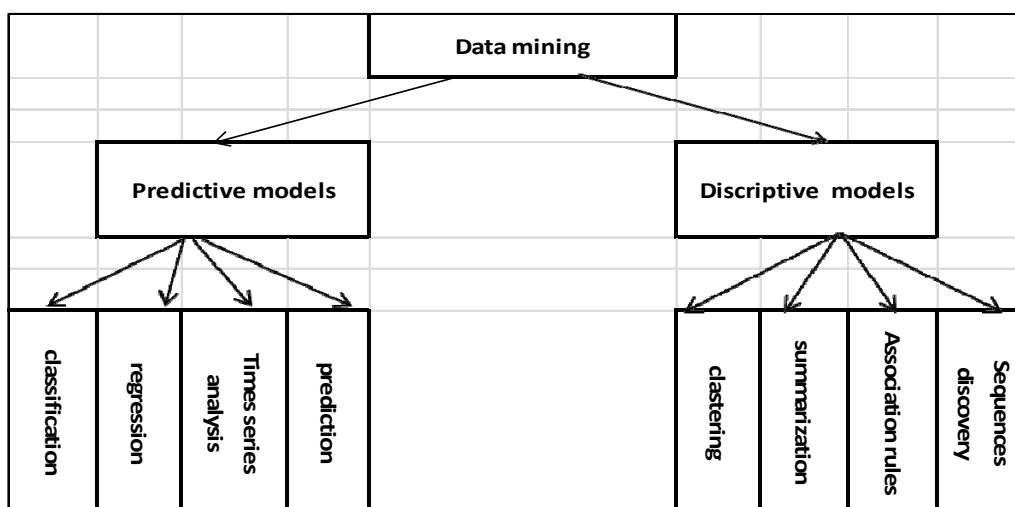 Data mining
Predictive models
Discriptive models
classification
regression
Times series
analysis
prediction
clastering
summarization
Association rules
Sequences
discovery